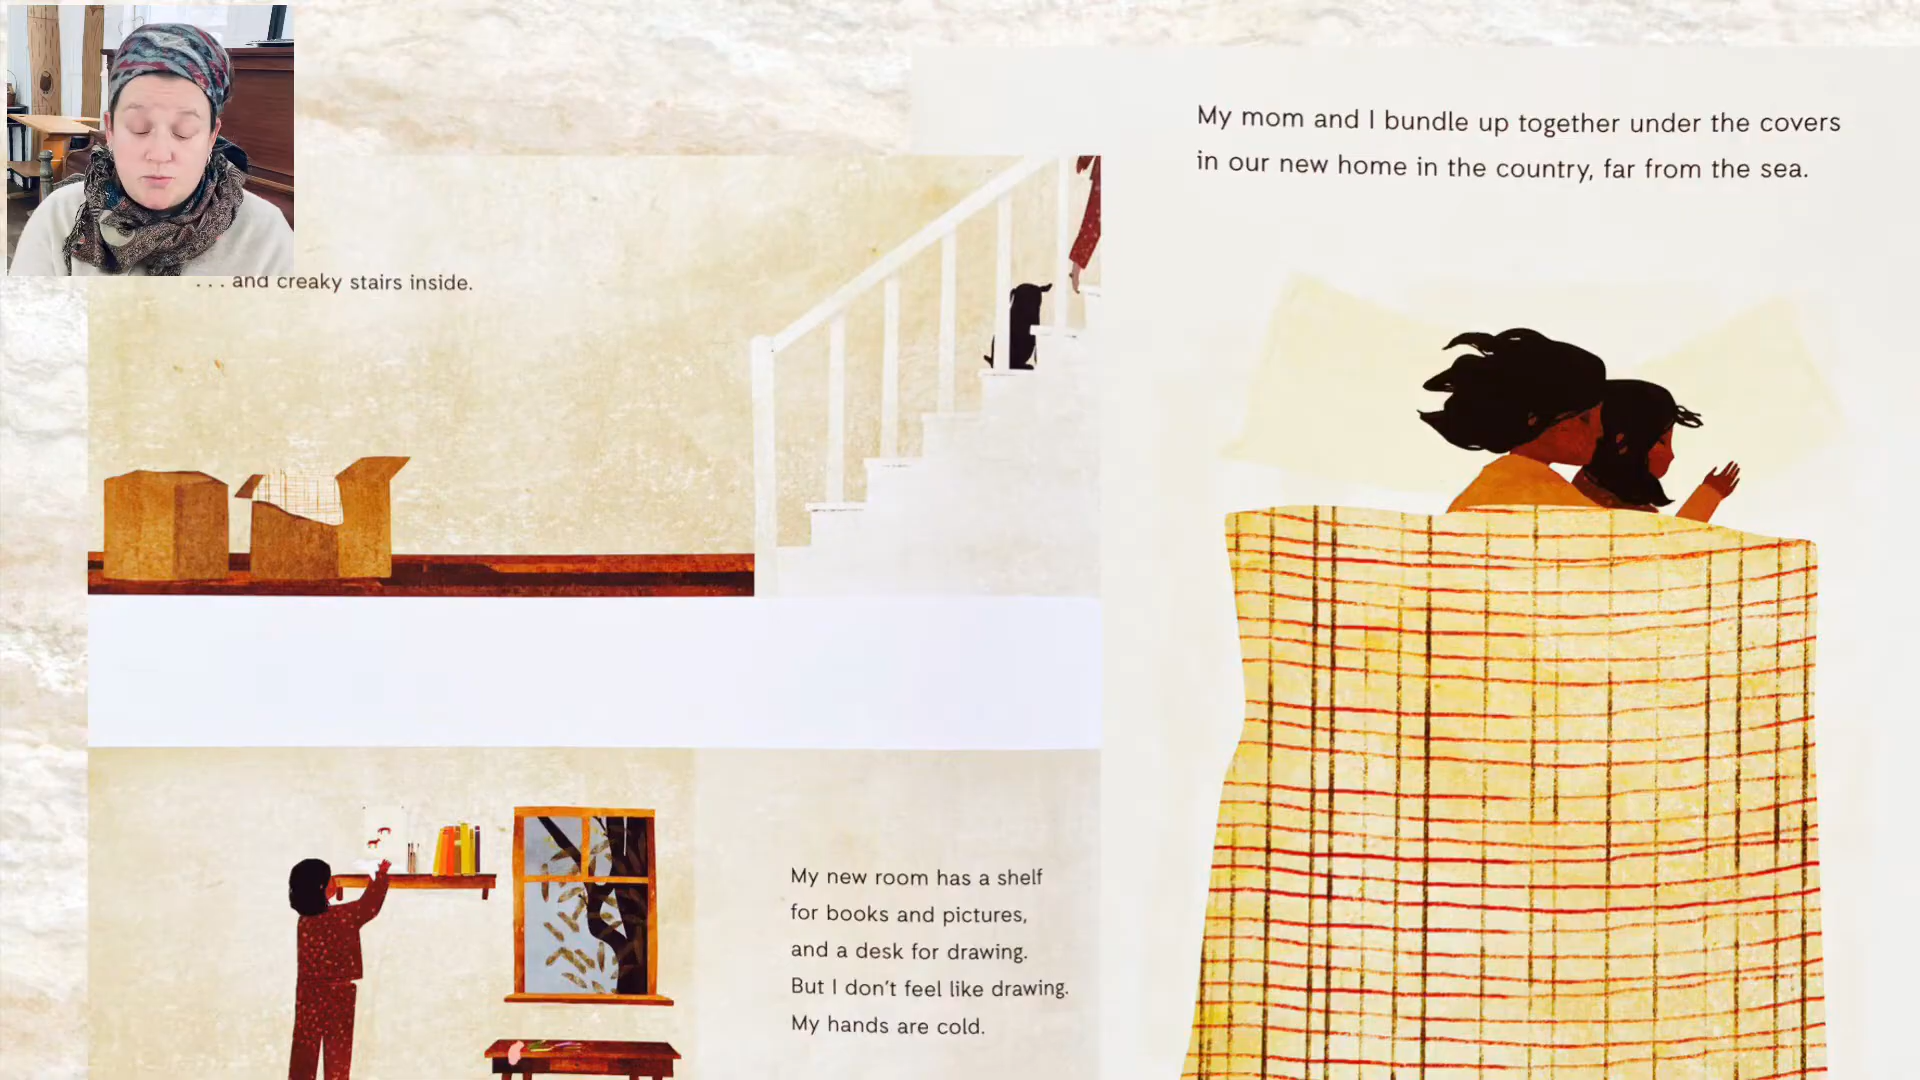 . . . and creaky stairs inside.
My new room has a shelf
for books and pictures,
and a desk for drawing.
But I don't feel like drawing.
My hands are cold.
My mom and I bundle up together under the covers
in our new home in the country, far from the sea.